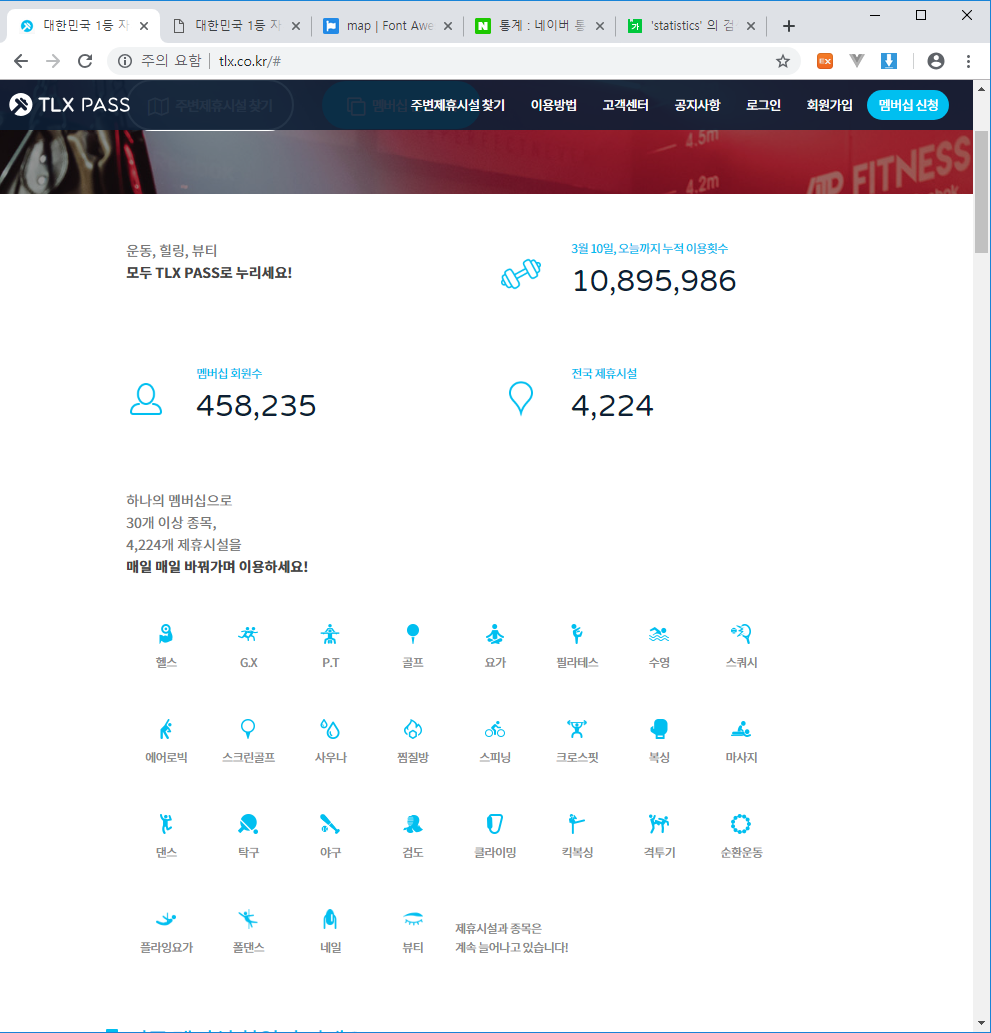 대한민국 1등 자
대한민국 1등 자
map | Font Awe
통계 : 네이버 통
'statistics' 의 검
주의 요함
tlx.co.kr/#
TLX PASS
주변제휴시설 찾기
멤버십
주변제휴시설 찾기
이용방법
고객센터
공지사항
로그인
회원가입
멤버십 신청
4.5m
4.2m
FITNESS
운동, 힐링, 뷰티
모두 TLX PASS로 누리세요!
3월 10일, 오늘까지 누적 이용횟수
10,895,986
멤버십 회원수
458,235
전국 제휴시설
4,224
하나의 멤버십으로
30개 이상 종목,
4,224개 제휴시설을
매일 매일 바꿔가며 이용하세요!
헬스
G.X
P.T
골프
요가
필라테스
수영
스쿼시
에어로빅
스크린골프
사우나
찜질방
스피닝
크로스핏
복싱
마사지
댄스
탁구
야구
검도
클라이밍
킥복싱
격투기
순환운동
플라잉요가
폴댄스
네일
뷰티
제휴시설과 종목은
계속 늘어나고 있습니다!